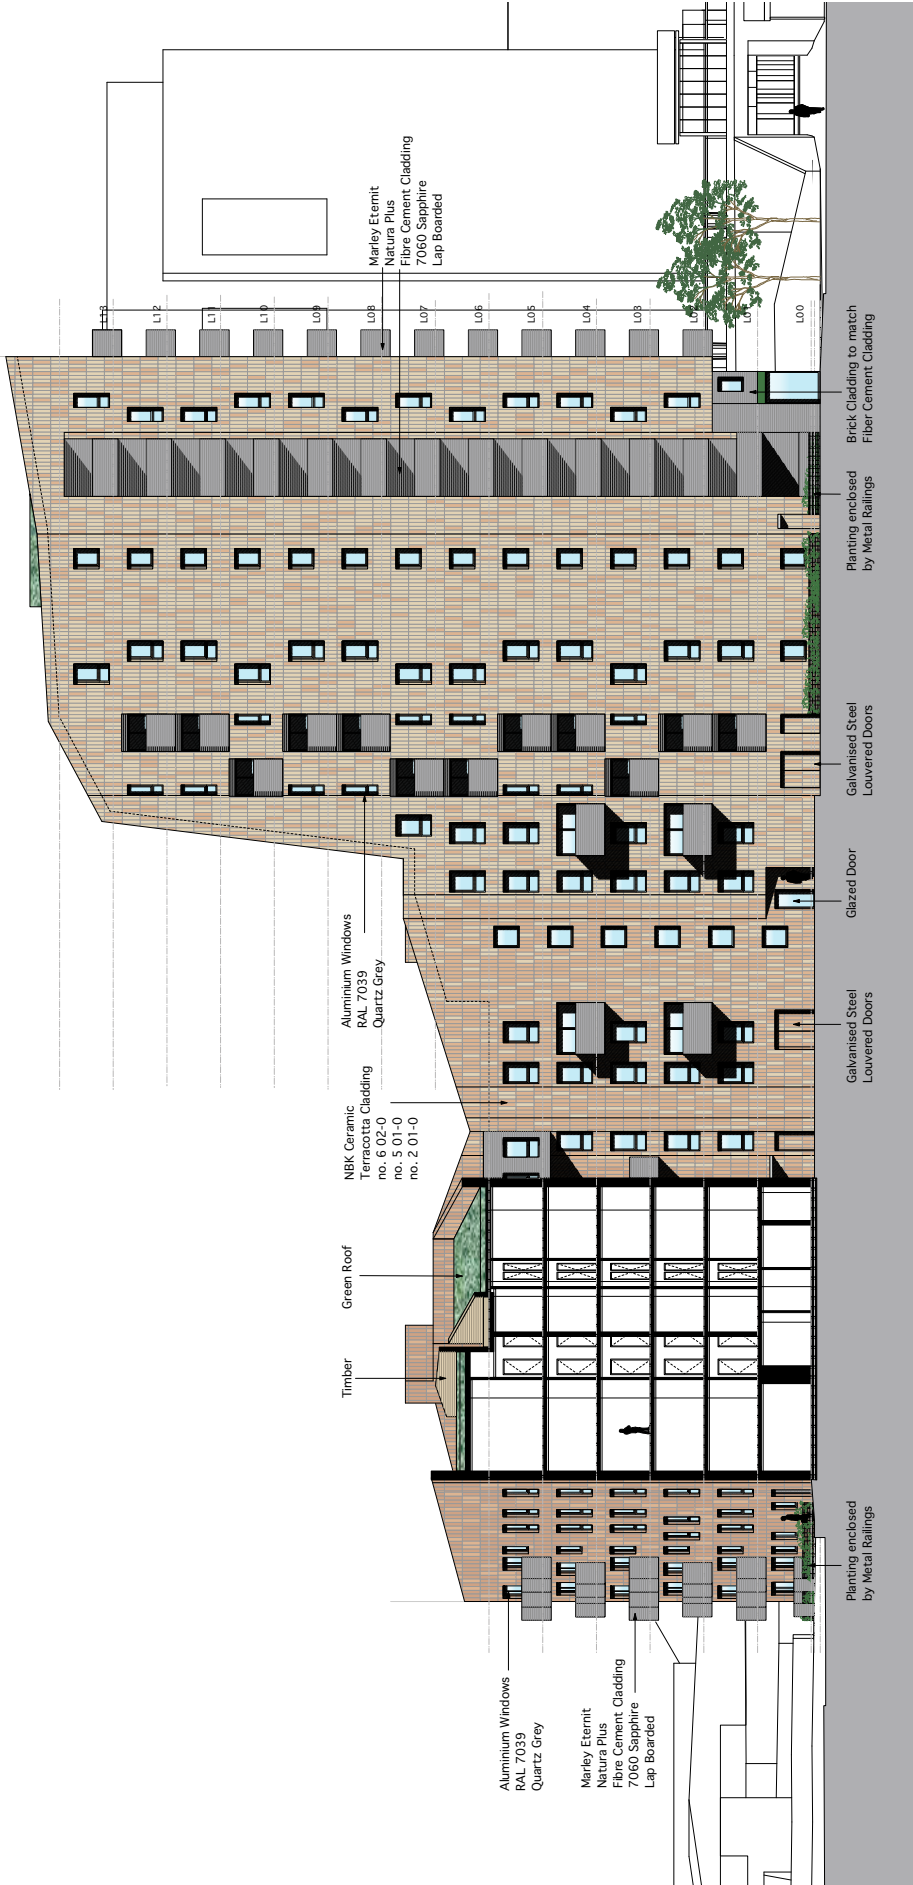 Aluminium Windows
RAL 7039
Quartz Grey
Marley Eternit
Natura Plus
Fibre Cement Cladding
7060 Sapphire
Lap Boarded
Timber
Green Roof
NBK Ceramic
Terracotta Cladding
no. 6 02-0
no. 5 01-0
no. 2 01-0
Aluminium Windows
RAL 7039
Quartz Grey
Marley Eternit
Natura Plus
Fibre Cement Cladding
7060 Sapphire
Lap Boarded
L13
L12
L11
L10
L09
L08
L07
L06
L05
L04
L03
L00
Planting enclosed
by Metal Railings
Galvanised Steel
Louvered Doors
Glazed Door
Galvanised Steel
Louvered Doors
Planting enclosed
by Metal Railings
Brick Cladding to match
Fiber Cement Cladding